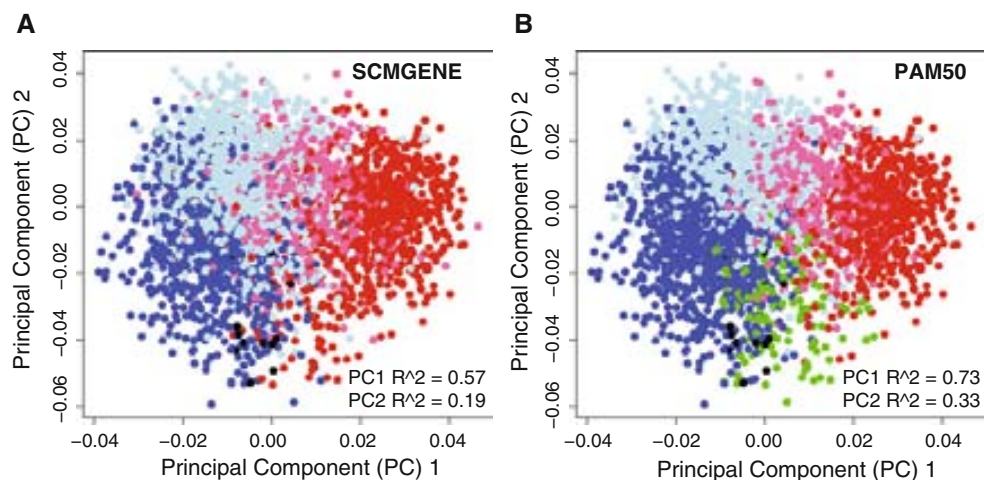 A
SCMGENE
Principal Component (PC) 2
0.04
0.02
0.00
−0.02
−0.04
−0.06
PC1 R^2 = 0.57
PC2 R^2 = 0.19
−0.04 −0.02 0.00 0.02 0.04
Principal Component (PC) 1
B
PAM50
Principal Component (PC) 2
0.04
0.02
0.00
−0.02
−0.04
−0.06
PC1 R^2 = 0.73
PC2 R^2 = 0.33
−0.04 −0.02 0.00 0.02 0.04
Principal Component (PC) 1